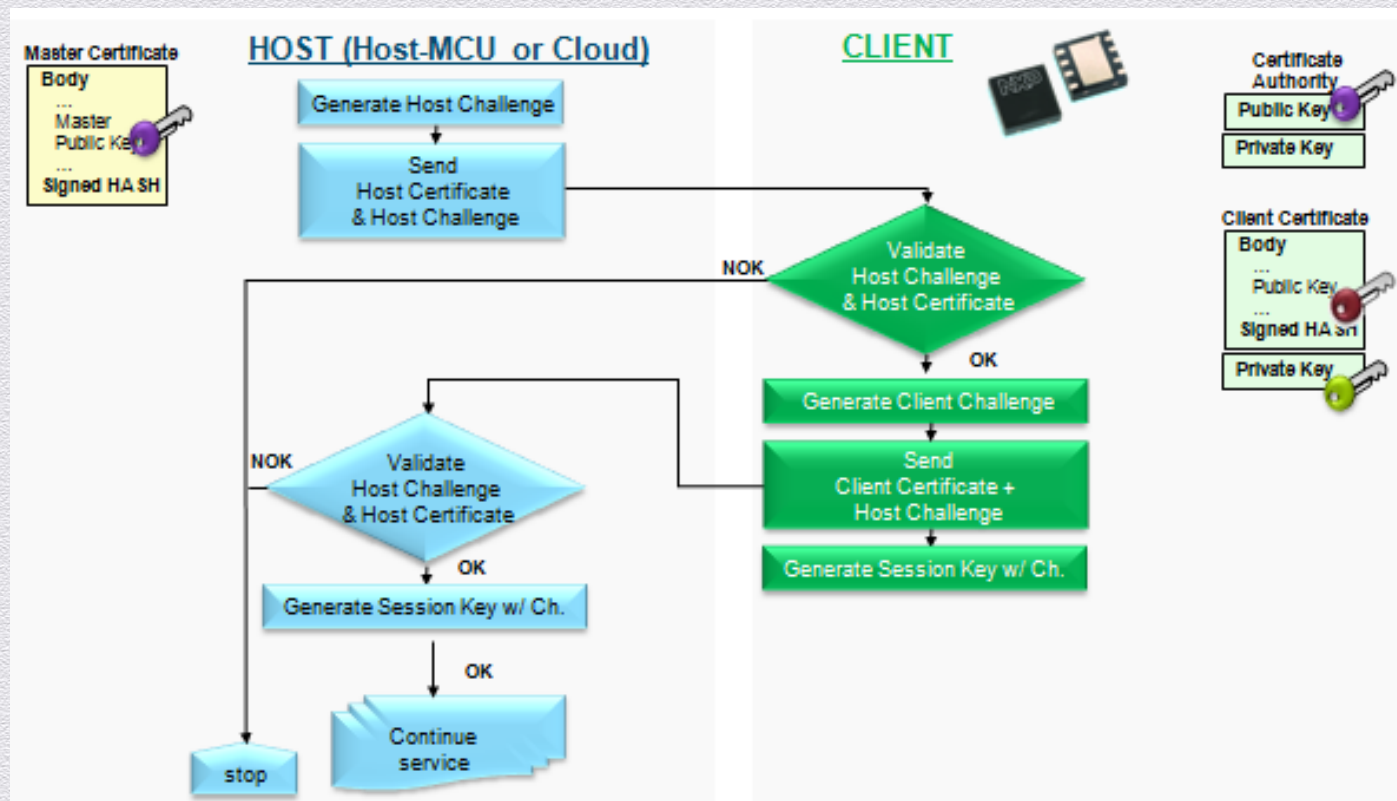 HOST (Host-MCU or Cloud)
CLIENT
Master Certificate
Body
...
Master
Public Key
...
Signed HASH
Generate Host Challenge
Send
Host Certificate
& Host Challenge
NXP
Certificate
Authority
Public Key
Private Key
Client Certificate
Body
...
Public Key
...
Signed HASH
Private Key
Validate
Host Challenge
& Host Certificate
NOK
OK
Generate Client Challenge
Send
Client Certificate +
Host Challenge
Generate Session Key w/ Ch.
Validate
Host Challenge
& Host Certificate
NOK
OK
Generate Session Key w/ Ch.
OK
Continue
service
stop